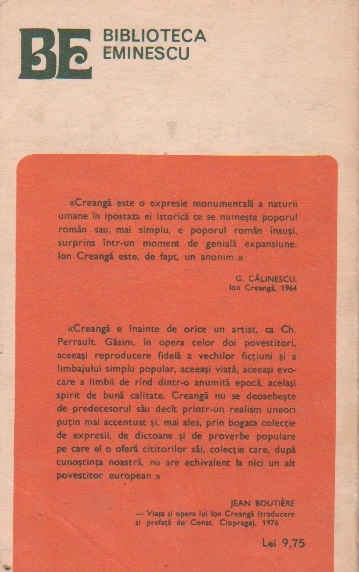 BE BIBLIOTECA
EMINESCU
«Creangă este o expresie monumentală a naturii
umane în ipostaza ei istorică ce se numește poporul
român sau, mai simplu, e poporul român însuși,
surprins într-un moment de genială expansiune.
Ion Creangă este, de fapt, un anonim.»
G. CĂLINESCU,
Ion Creangă, 1964
«Creangă e înainte de orice un artist, ca Ch.
Perrault. Găsim, în opera celor doi povestitori,
aceeași reproducere fidelă a vechilor ficțiuni și a
limbajului simplu popular, aceeași viață, aceeași evo-
care a limbii de rînd dintr-o anumită epocă, același
spirit de bună calitate. Creangă nu se deosebește
de predecesorul său decît printr-un realism uneori
puțin mai accentuat și, mai ales, prin bogata colecție
de expresii, de dictoane și de proverbe populare
pe care el o oferă cititorilor săi, colecție care, după
cunoștința noastră, nu are echivalent la nici un alt
povestitor european »
JEAN BOUTIÈRE
— Viața și opera lui Ion Creangă (traducere
și prefață de Const. Ciopraga), 1976
Lei 9,75